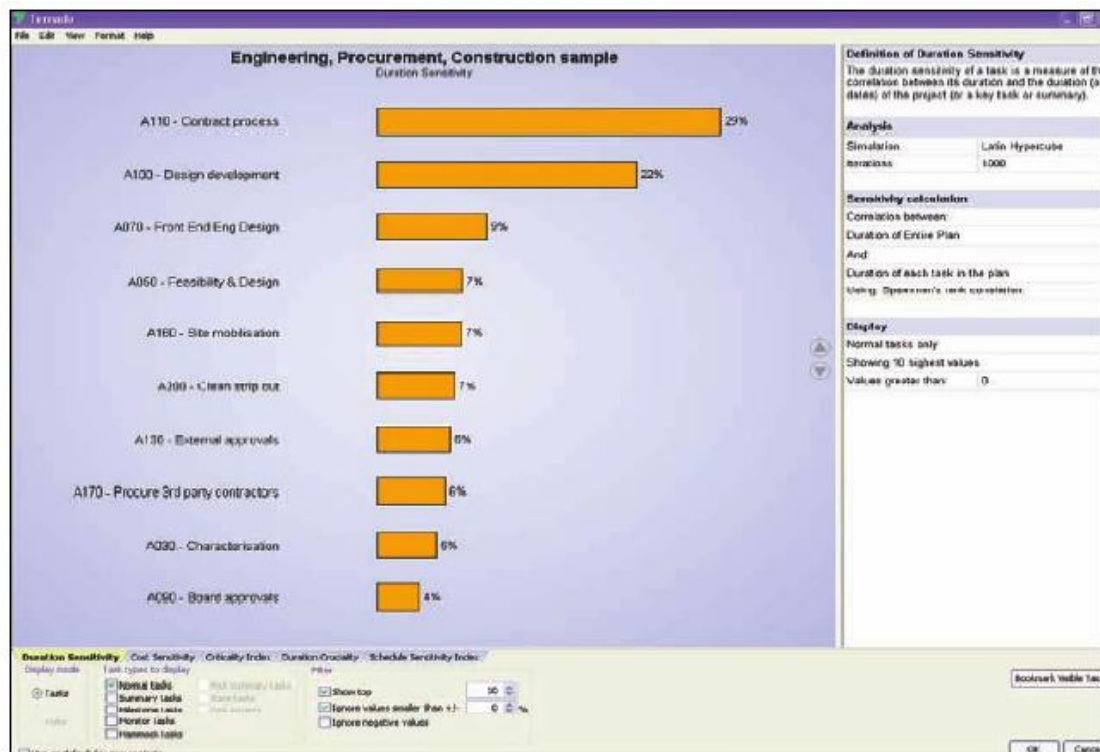 Tornado
File Edit View Format Help
Engineering, Procurement, Construction sample
Duration Sensitivity
A110 - Contract process 29%
A100 - Design development 22%
A070 - Front End Eng Design 9%
A050 - Feasibility & Design 7%
A160 - Site mobilisation 7%
A200 - Clean strip out 7%
A130 - External approvals 6%
A170 - Procure 3rd party contractors 6%
A030 - Characterisation 6%
A090 - Board approvals 4%
Definition of Duration Sensitivity
The duration sensitivity of a task is a measure of the
correlation between its duration and the duration (a
dates) of the project (or a key task or summary).
Analysis
Simulation Latin Hypercube
Iterations 1000
Sensitivity calculation
Correlation between:
Duration of Entire Plan
And:
Duration of each task in the plan
Using: Spearman's rank correlation
Display
Normal tasks only
Showing 10 highest values
Values greater than: 0
Duration Sensitivity Cost Sensitivity Criticality Index Duration Cruciality Schedule Sensitivity Index
Display mode Task types to display Filter
Tasks Normal tasks Risk summary tasks Show top
Summary tasks Ignore values smaller than +/- 0 %
Milestone tasks Ignore negative values
Monitor tasks
Hammock tasks
Bookmark Visible Tas
OK Cance